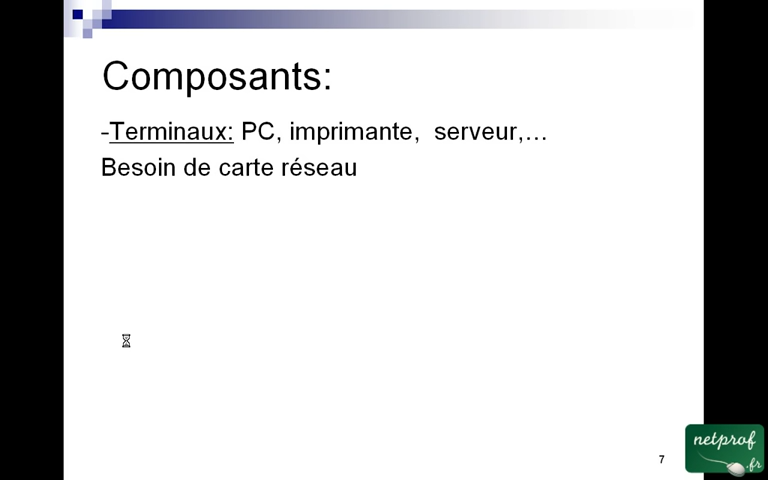 Composants:
-Terminaux: PC, imprimante, serveur,...
Besoin de carte réseau
7
netprof
.fr